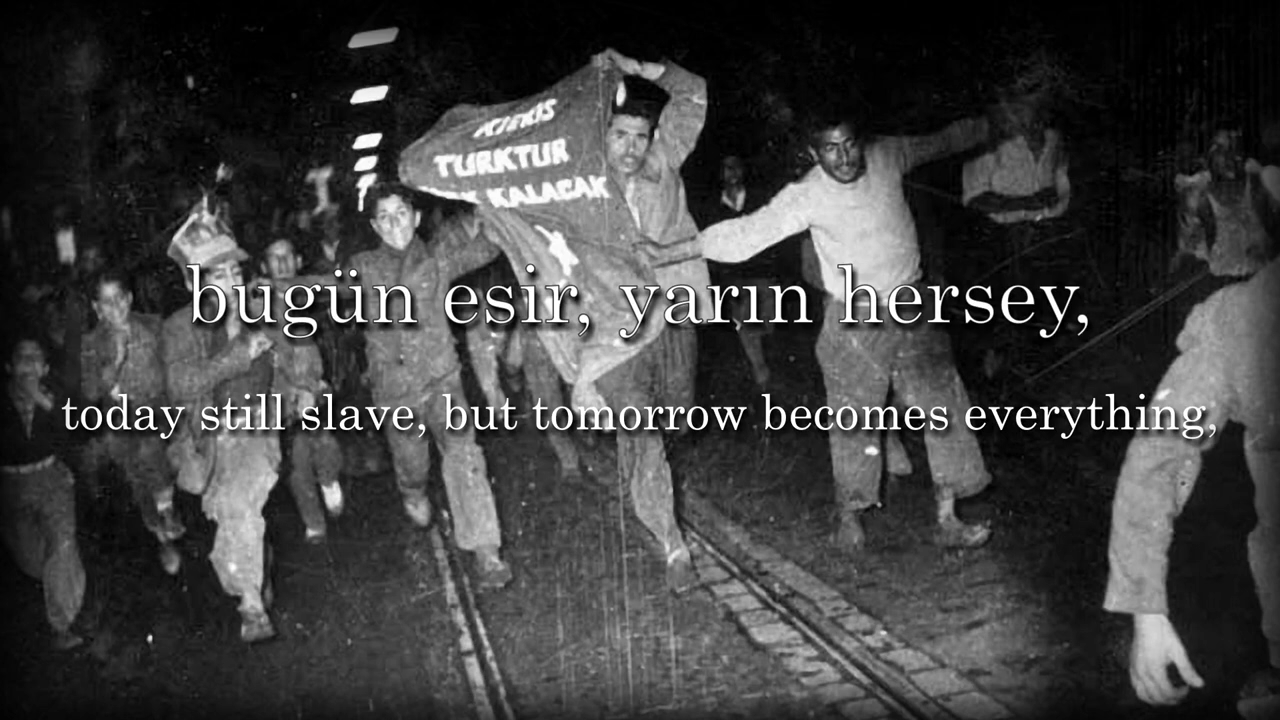 TURKTUR
KALACAK
bugün esir, yarın hersey,
today still slave, but tomorrow becomes everything,